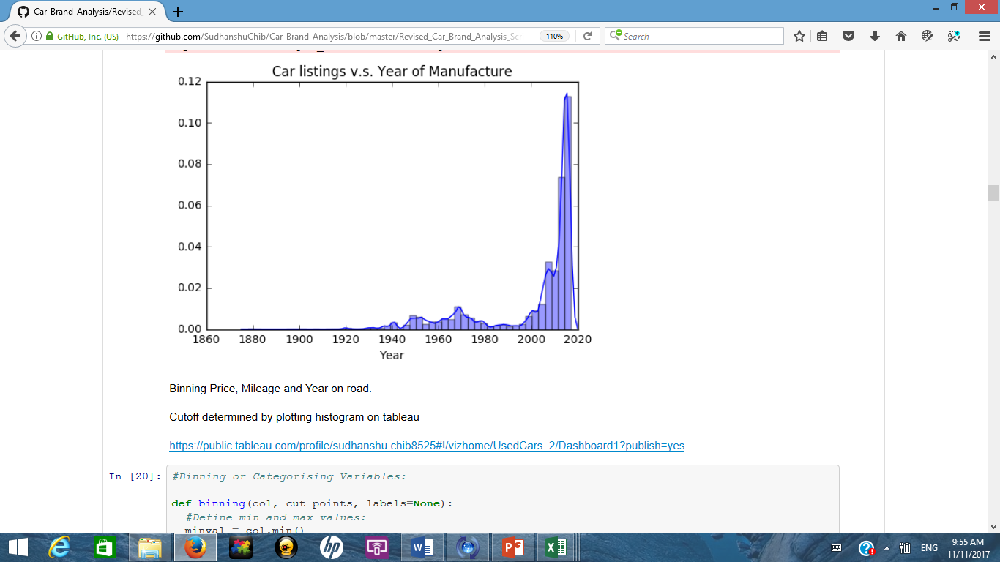 Car-Brand-Analysis/Revised_
GitHub, Inc. (US)
https://github.com/SudhanshuChib/Car-Brand-Analysis/blob/master/Revised_Car_Brand_Analysis_Scr
110%
Search
Car listings v.s. Year of Manufacture
0.12
0.10
0.08
0.06
0.04
0.02
0.00
1860 1880 1900 1920 1940 1960 1980 2000 2020
Year
Binning Price, Mileage and Year on road.
Cutoff determined by plotting histogram on tableau
https://public.tableau.com/profile/sudhanshu.chib8525#!/vizhome/UsedCars_2/Dashboard1?publish=yes
In [20]: #Binning or Categorising Variables:
def binning(col, cut_points, labels=None):
#Define min and max values:
minval = col.min()
hp
ENG
9:55 AM
11/11/2017